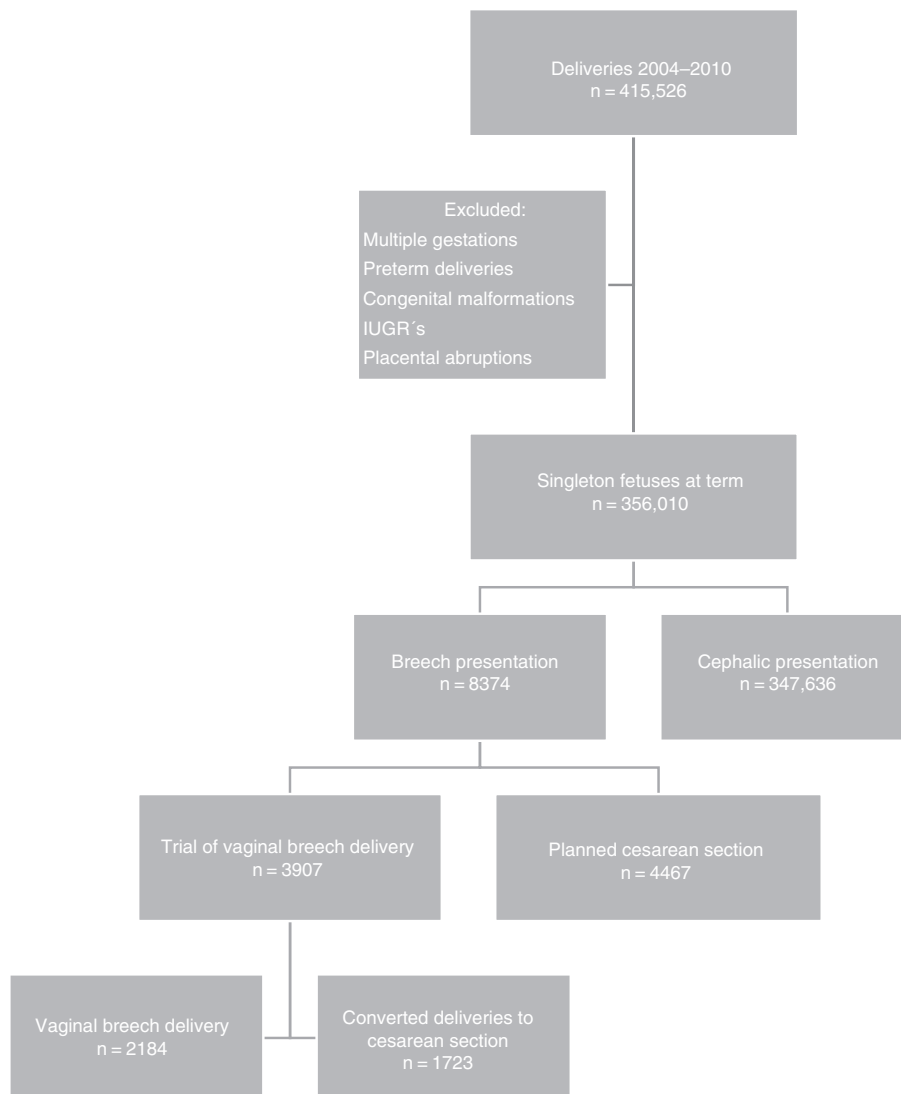 Deliveries 2004–2010
n = 415,526
Excluded:
Multiple gestations
Preterm deliveries
Congenital malformations
IUGR´s
Placental abruptions
Singleton fetuses at term
n = 356,010
Breech presentation
n = 8374
Cephalic presentation
n = 347,636
Trial of vaginal breech delivery
n = 3907
Planned cesarean section
n = 4467
Vaginal breech delivery
n = 2184
Converted deliveries to
cesarean section
n = 1723